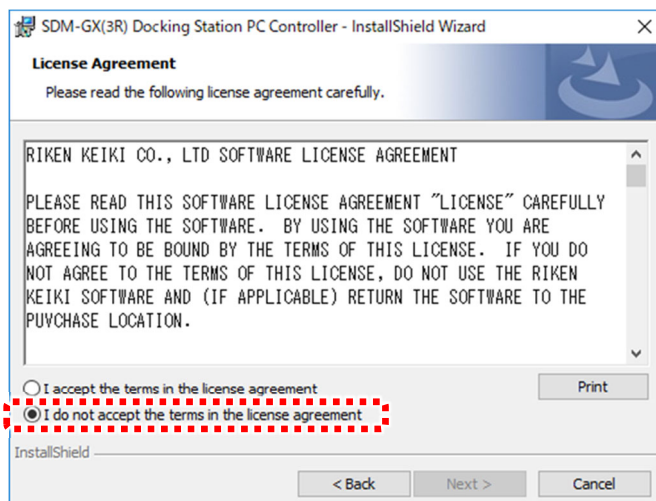 SDM-GX(3R) Docking Station PC Controller - InstallShield Wizard
License Agreement
Please read the following license agreement carefully.
RIKEN KEIKI CO., LTD SOFTWARE LICENSE AGREEMENT
PLEASE READ THIS SOFTWARE LICENSE AGREEMENT "LICENSE" CAREFULLY
BEFORE USING THE SOFTWARE. BY USING THE SOFTWARE YOU ARE
AGREEING TO BE BOUND BY THE TERMS OF THIS LICENSE. IF YOU DO
NOT AGREE TO THE TERMS OF THIS LICENSE, DO NOT USE THE RIKEN
KEIKI SOFTWARE AND (IF APPLICABLE) RETURN THE SOFTWARE TO THE
PUVCHASE LOCATION.
I accept the terms in the license agreement
Print
I do not accept the terms in the license agreement
InstallShield
< Back
Next >
Cancel